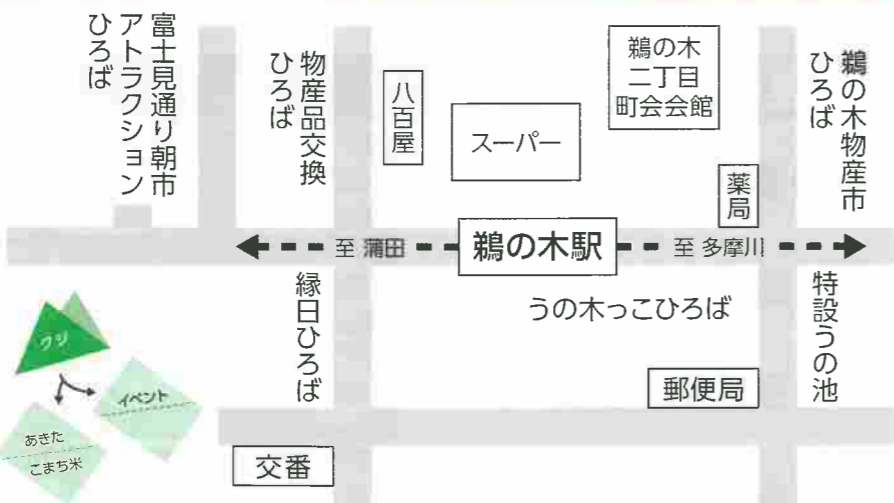 富士見通り朝市
アトラクション
ひろば
物産品交換
ひろば
八百屋
スーパー
鵜の木
二丁目
町会会館
薬局
鵜の木物産市
ひろば
至 蒲田
鵜の木駅
至 多摩川
縁日ひろば
うの木っこひろば
特設うの池
郵便局
交番
クジ
イベント
あきた
こまち米